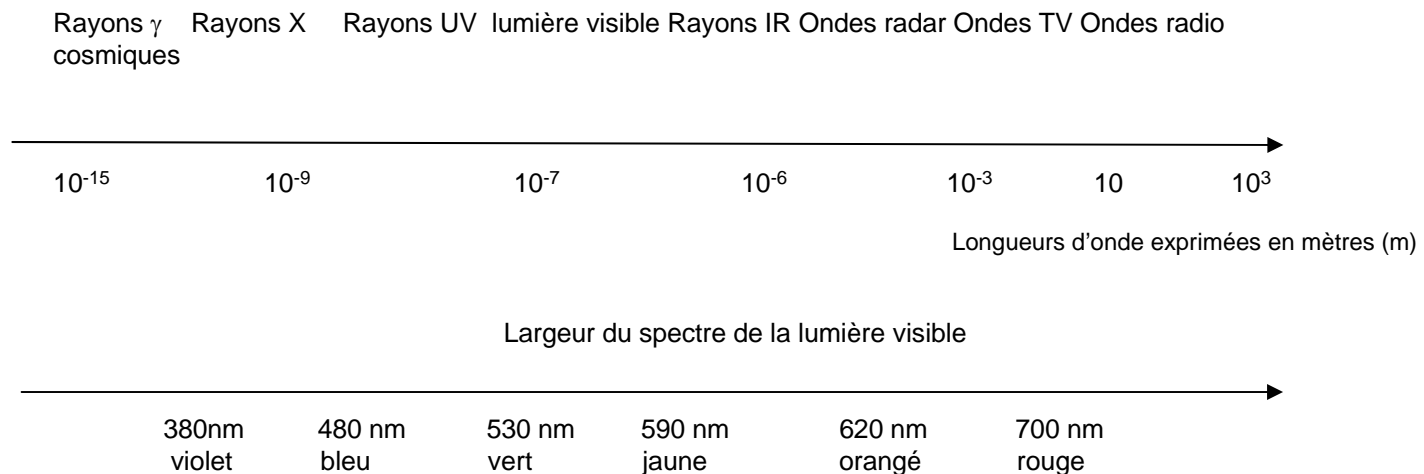 Rayons γ Rayons X Rayons UV lumière visible Rayons IR Ondes radar Ondes TV Ondes radio
cosmiques
10⁻¹⁵ 10⁻⁹ 10⁻⁷ 10⁻⁶ 10⁻³ 10 10³
Longueurs d'onde exprimées en mètres (m)
Largeur du spectre de la lumière visible
380nm 480 nm 530 nm 590 nm 620 nm 700 nm
violet bleu vert jaune orangé rouge